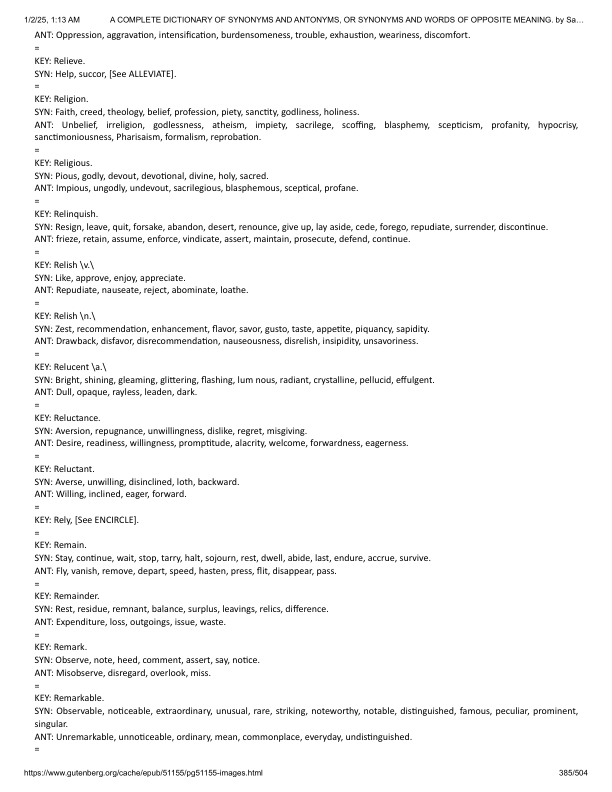 1/2/25, 1:13 AM A COMPLETE DICTIONARY OF SYNONYMS AND ANTONYMS, OR SYNONYMS AND WORDS OF OPPOSITE MEANING. by Sa…
ANT: Oppression, aggravation, intensification, burdensomeness, trouble, exhaustion, weariness, discomfort.
=
KEY: Relieve.
SYN: Help, succor, [See ALLEVIATE].
=
KEY: Religion.
SYN: Faith, creed, theology, belief, profession, piety, sanctity, godliness, holiness.
ANT: Unbelief, irreligion, godlessness, atheism, impiety, sacrilege, scoffing, blasphemy, scepticism, profanity, hypocrisy,
sanctimoniousness, Pharisaism, formalism, reprobation.
=
KEY: Religious.
SYN: Pious, godly, devout, devotional, divine, holy, sacred.
ANT: Impious, ungodly, undevout, sacrilegious, blasphemous, sceptical, profane.
=
KEY: Relinquish.
SYN: Resign, leave, quit, forsake, abandon, desert, renounce, give up, lay aside, cede, forego, repudiate, surrender, discontinue.
ANT: frieze, retain, assume, enforce, vindicate, assert, maintain, prosecute, defend, continue.
=
KEY: Relish \v.\
SYN: Like, approve, enjoy, appreciate.
ANT: Repudiate, nauseate, reject, abominate, loathe.
=
KEY: Relish \n.\
SYN: Zest, recommendation, enhancement, flavor, savor, gusto, taste, appetite, piquancy, sapidity.
ANT: Drawback, disfavor, disrecommendation, nauseousness, disrelish, insipidity, unsavoriness.
=
KEY: Relucent \a.\
SYN: Bright, shining, gleaming, glittering, flashing, lum nous, radiant, crystalline, pellucid, effulgent.
ANT: Dull, opaque, rayless, leaden, dark.
=
KEY: Reluctance.
SYN: Aversion, repugnance, unwillingness, dislike, regret, misgiving.
ANT: Desire, readiness, willingness, promptitude, alacrity, welcome, forwardness, eagerness.
=
KEY: Reluctant.
SYN: Averse, unwilling, disinclined, loth, backward.
ANT: Willing, inclined, eager, forward.
=
KEY: Rely, [See ENCIRCLE].
=
KEY: Remain.
SYN: Stay, continue, wait, stop, tarry, halt, sojourn, rest, dwell, abide, last, endure, accrue, survive.
ANT: Fly, vanish, remove, depart, speed, hasten, press, flit, disappear, pass.
=
KEY: Remainder.
SYN: Rest, residue, remnant, balance, surplus, leavings, relics, difference.
ANT: Expenditure, loss, outgoings, issue, waste.
=
KEY: Remark.
SYN: Observe, note, heed, comment, assert, say, notice.
ANT: Misobserve, disregard, overlook, miss.
=
KEY: Remarkable.
SYN: Observable, noticeable, extraordinary, unusual, rare, striking, noteworthy, notable, distinguished, famous, peculiar, prominent,
singular.
ANT: Unremarkable, unnoticeable, ordinary, mean, commonplace, everyday, undistinguished.
=
https://www.gutenberg.org/cache/epub/51155/pg51155-images.html 385/504